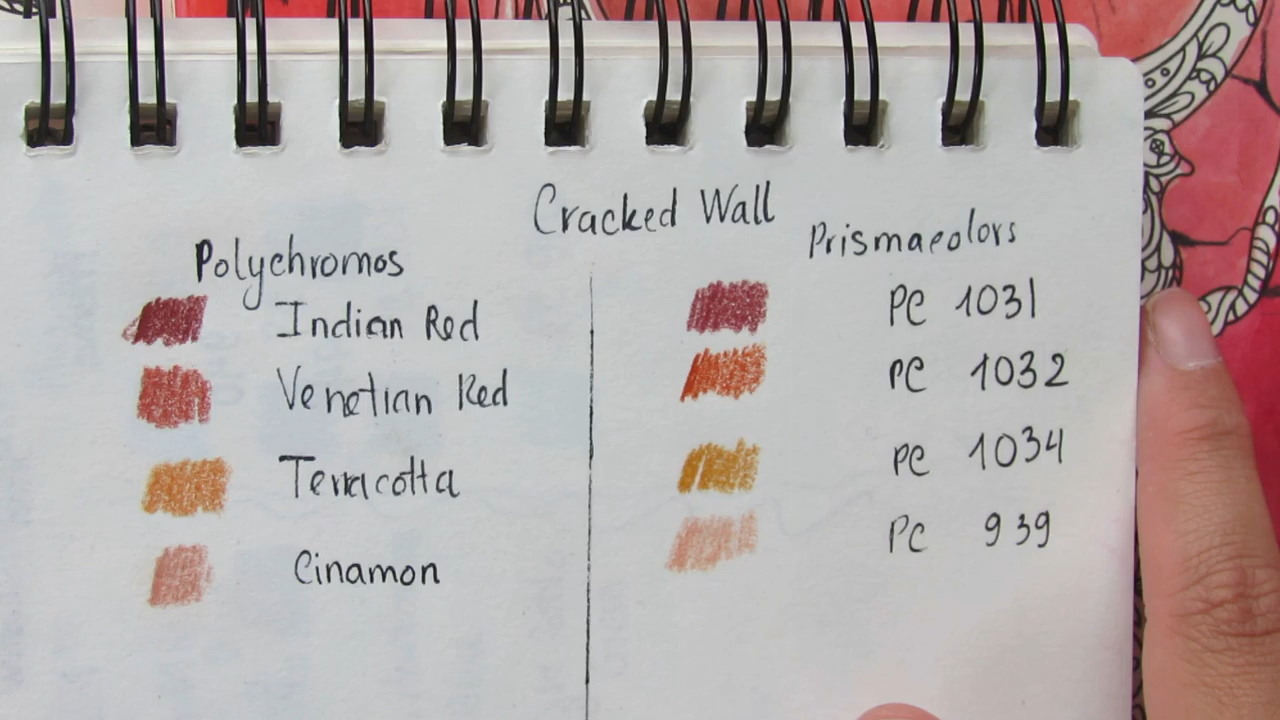 Cracked Wall
Polychromos
Indian Red
Venetian Red
Terracotta
Cinamon
Prismacolors
PC 1031
PC 1032
PC 1034
PC 939